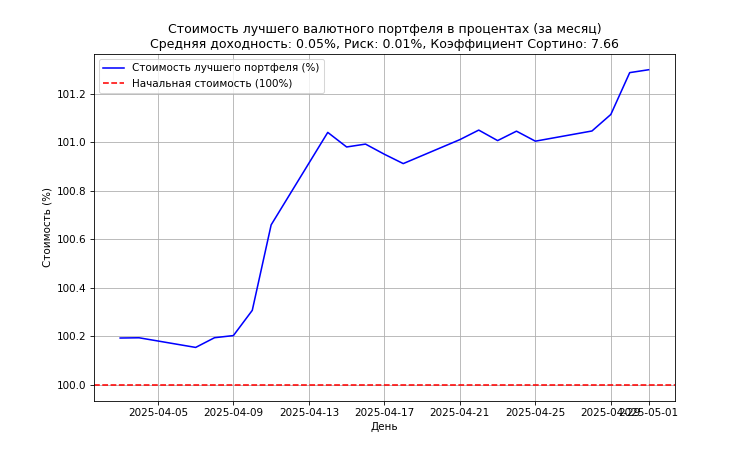 Стоимость лучшего валютного портфеля в процентах (за месяц)
Средняя доходность: 0.05%, Риск: 0.01%, Коэффициент Сортино: 7.66
Стоимость лучшего портфеля (%)
Начальная стоимость (100%)
Стоимость (%)
101.2
101.0
100.8
100.6
100.4
100.2
100.0
2025-04-05
2025-04-09
2025-04-13
2025-04-17
2025-04-21
2025-04-25
2025-04-29
2025-05-01
День